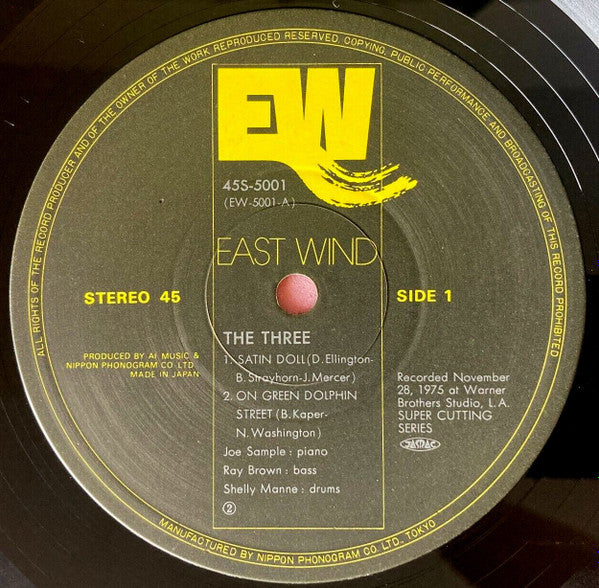 ALL RIGHTS OF THE RECORD PRODUCER AND OF THE OWNER OF THE WORK REPRODUCED RESERVED. COPYING, PUBLIC PERFORMANCE AND BROADCASTING OF THIS RECORD PROHIBITED
EW
45S-5001
(EW-5001-A)
EAST WIND
STEREO 45
SIDE 1
THE THREE
1. SATIN DOLL(D. Ellington-
B. Strayhorn-J. Mercer)
2. ON GREEN DOLPHIN
STREET (B. Kaper-
N. Washington)
Joe Sample : piano
Ray Brown : bass
Shelly Manne : drums
②
PRODUCED BY AI MUSIC &
NIPPON PHONOGRAM CO. LTD.
MADE IN JAPAN
Recorded November
28, 1975 at Warner
Brothers Studio, L.A.
SUPER CUTTING
SERIES
JASRAC
MANUFACTURED BY NIPPON PHONOGRAM CO. LTD., TOKYO